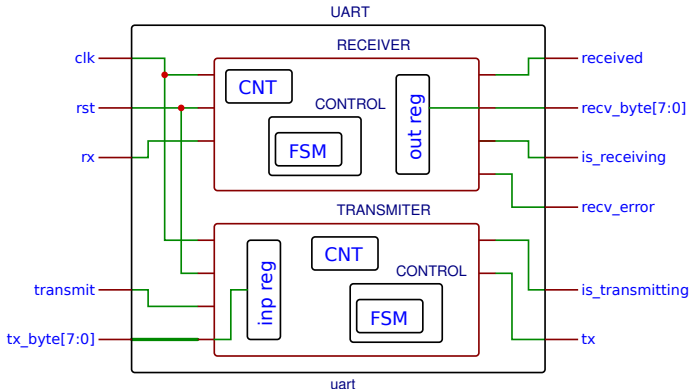 UART
RECEIVER
clk
CNT
received
rst
CONTROL
out reg
recv_byte[7:0]
FSM
rx
is_receiving
recv_error
TRANSMITER
CNT
inp reg
CONTROL
transmit
is_transmitting
FSM
tx_byte[7:0]
tx
uart